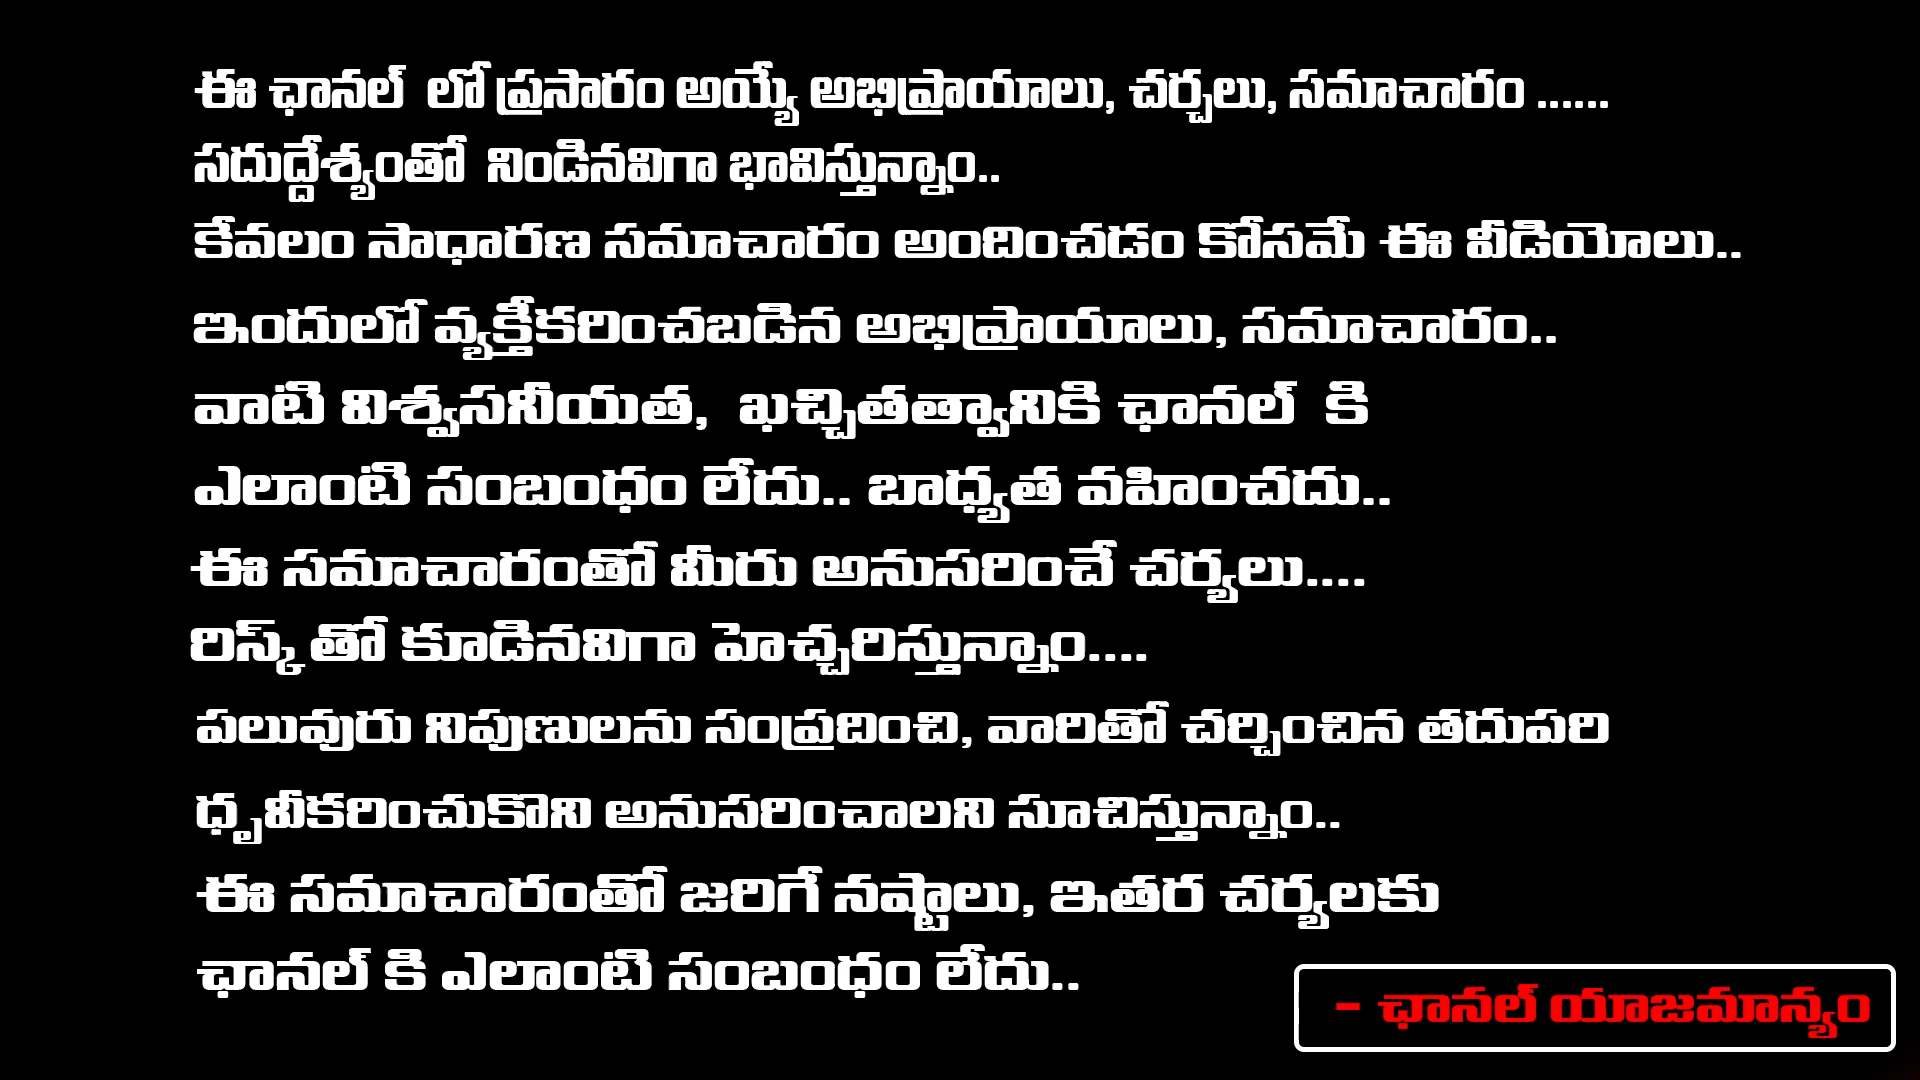 ఈ ఛానల్ లో ప్రసారం అయ్యే అభిప్రాయాలు, చర్చలు, సమాచారం ......
సదుద్దేశ్యంతో నిండినవిగా భావిస్తున్నాం..
కేవలం సాధారణ సమాచారం అందించడం కోసమే ఈ వీడియోలు..
ఇందులో వ్యక్తీకరించబడిన అభిప్రాయాలు, సమాచారం..
వాటి విశ్వసనీయత, ఖచ్చితత్వానికి ఛానల్ కి
ఎలాంటి సంబంధం లేదు.. బాధ్యత వహించదు..
ఈ సమాచారంతో మీరు అనుసరించే చర్యలు....
రిస్క్ తో కూడినవిగా హెచ్చరిస్తున్నాం....
పలువురు నిపుణులను సంప్రదించి, వారితో చర్చించిన తదుపరి
ధృవీకరించుకొని అనుసరించాలని సూచిస్తున్నాం..
ఈ సమాచారంతో జరిగే నష్టాలు, ఇతర చర్యలకు
ఛానల్ కి ఎలాంటి సంబంధం లేదు..
- ఛానల్ యాజమాన్యం